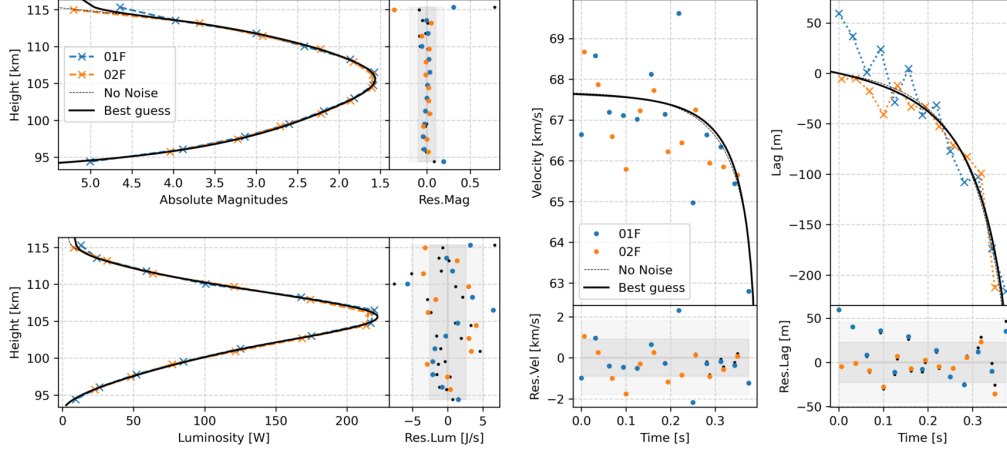 Height [km]
115
110
105
100
95
01F
02F
No Noise
Best guess
5.0
4.5
4.0
3.5
3.0
2.5
2.0
1.5
Absolute Magnitudes
0.0
0.5
Res.Mag
Height [km]
115
110
105
100
95
0
50
100
150
200
Luminosity [W]
-5
0
5
Res.Lum [J/s]
Velocity [km/s]
69
68
67
66
65
64
63
01F
02F
No Noise
Best guess
Res.Vel [km/s]
2
0
−2
0.0
0.1
0.2
0.3
Time [s]
Lag [m]
50
0
−50
−100
−150
−200
Res.Lag [m]
50
0
−50
0.0
0.1
0.2
0.3
Time [s]